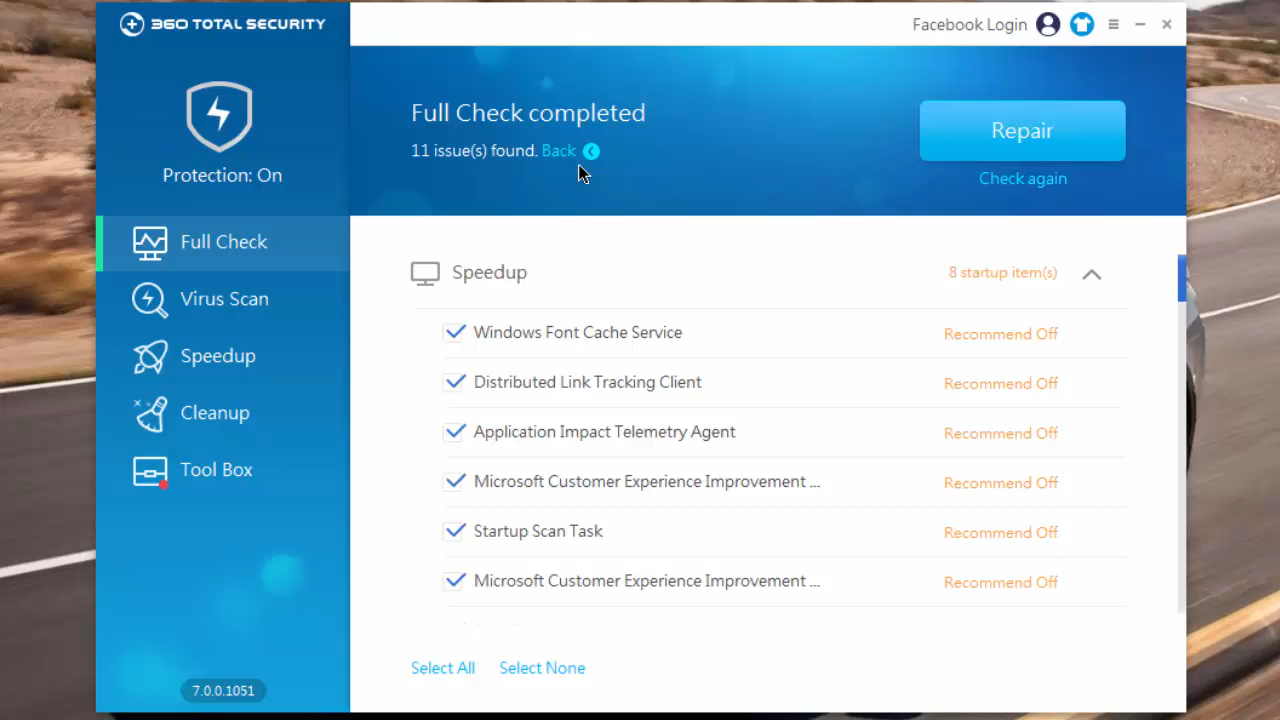 360 TOTAL SECURITY
Facebook Login
Protection: On
Full Check completed
11 issue(s) found. Back
Repair
Check again
Full Check
Virus Scan
Speedup
Cleanup
Tool Box
7.0.0.1051
Speedup 8 startup item(s)
Windows Font Cache Service Recommend Off
Distributed Link Tracking Client Recommend Off
Application Impact Telemetry Agent Recommend Off
Microsoft Customer Experience Improvement ... Recommend Off
Startup Scan Task Recommend Off
Microsoft Customer Experience Improvement ... Recommend Off
Select All Select None